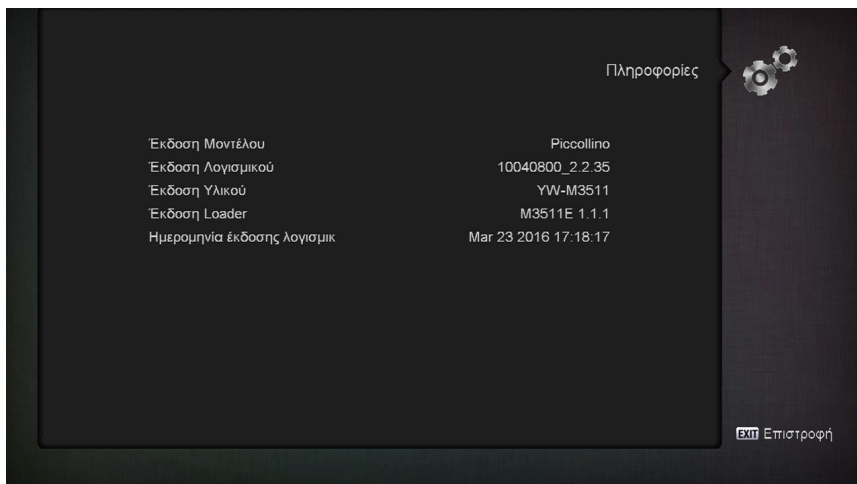 Πληροφορίες
Έκδοση Μοντέλου Piccollino
Έκδοση Λογισμικού 10040800_2.2.35
Έκδοση Υλικού YW-M3511
Έκδοση Loader M3511E 1.1.1
Ημερομηνία έκδοσης λογισμικ Mar 23 2016 17:18:17
EXIT Επιστροφή